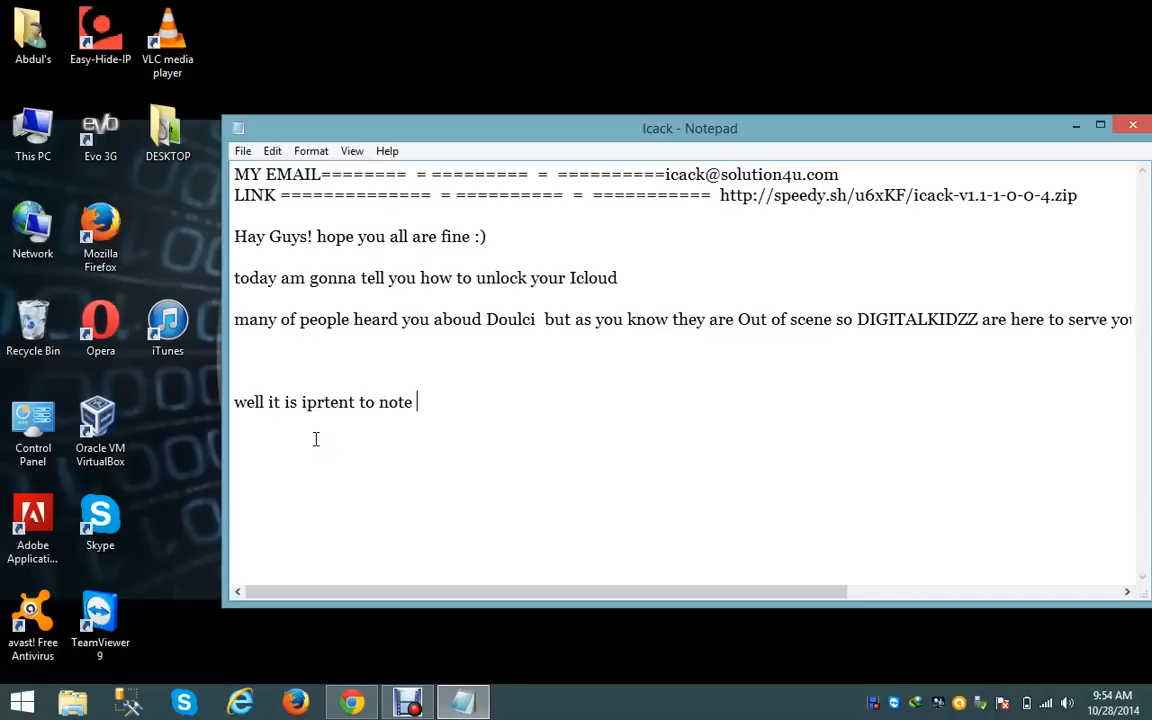 Abdul's
Easy-Hide-IP
VLC media
player
This PC
Evo 3G
DESKTOP
Network
Mozilla
Firefox
Recycle Bin
Opera
iTunes
Control
Panel
Oracle VM
VirtualBox
Adobe
Applicati...
Skype
avast! Free
Antivirus
TeamViewer
9
Icack - Notepad
File Edit Format View Help
MY EMAIL======== = ========= = ==========icack@solution4u.com
LINK ============== = ========= = =========== http://speedy.sh/u6xKF/icack-v1.1-1-0-0-4.zip
Hay Guys! hope you all are fine :)
today am gonna tell you how to unlock your Icloud
many of people heard you aboud Doulci but as you know they are Out of scene so DIGITALKIDZZ are here to serve you
well it is iprtent to note
9:54 AM
10/28/2014